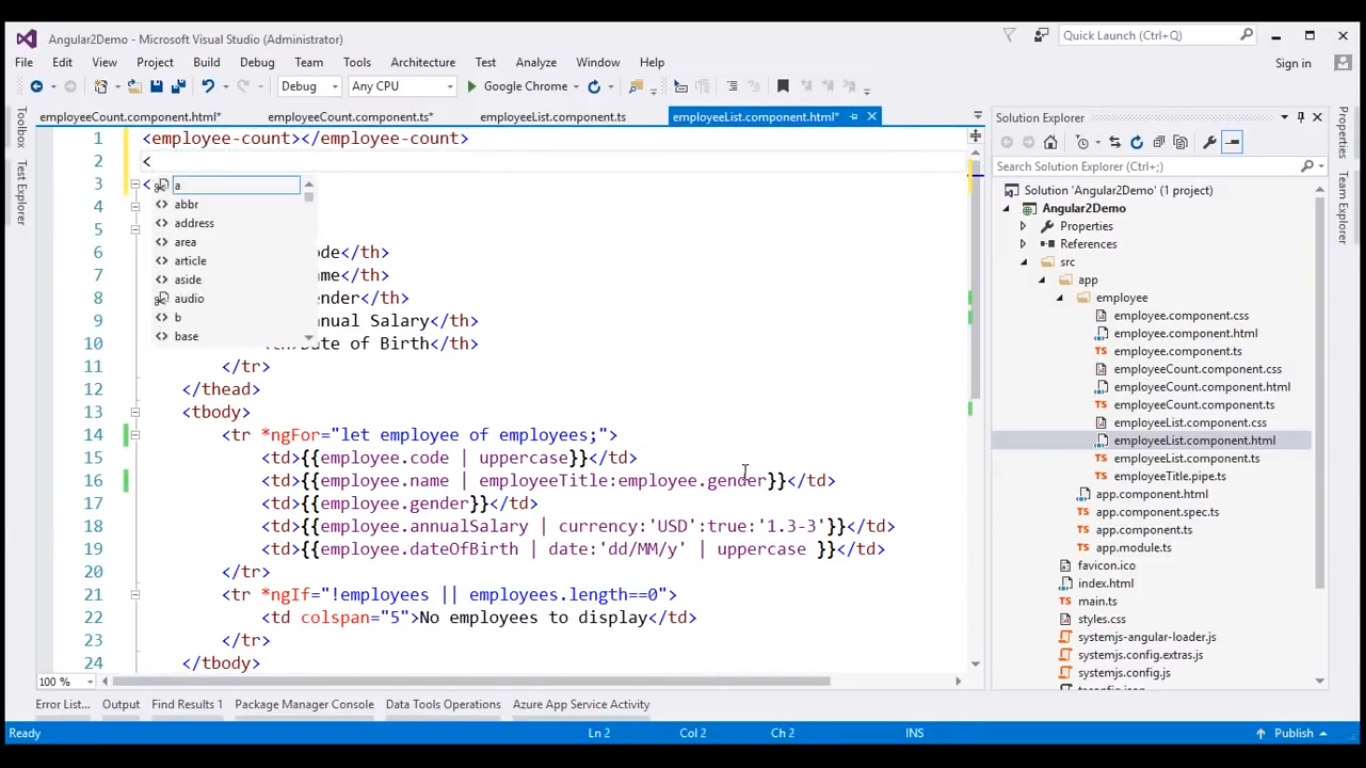 Angular2Demo - Microsoft Visual Studio (Administrator)
Quick Launch (Ctrl+Q)
File Edit View Project Build Debug Team Tools Architecture Test Analyze Window Help
Sign in
Debug Any CPU Google Chrome
Toolbox
Test Explorer
employeeCount.component.html* employeeCount.component.ts* employeeList.component.ts employeeList.component.html*
1 <employee-count></employee-count>
2 <
3 <
a
abbr
address
area
article
aside
audio
b
base
4
5
6 ode</th>
7 me</th>
8 ender</th>
9 nnual Salary</th>
10 Date of Birth</th>
11 </tr>
12 </thead>
13 <tbody>
14 <tr *ngFor="let employee of employees;">
15 <td>{{employee.code | uppercase}}</td>
16 <td>{{employee.name | employeeTitle:employee.gender}}</td>
17 <td>{{employee.gender}}</td>
18 <td>{{employee.annualSalary | currency:'USD':true:'1.3-3'}}</td>
19 <td>{{employee.dateOfBirth | date:'dd/MM/y' | uppercase }}</td>
20 </tr>
21 <tr *ngIf="!employees || employees.length==0">
22 <td colspan="5">No employees to display</td>
23 </tr>
24 </tbody>
100 %
Solution Explorer
Search Solution Explorer (Ctrl+;)
Solution 'Angular2Demo' (1 project)
Angular2Demo
Properties
References
src
app
employee
employee.component.css
employee.component.html
employee.component.ts
employeeCount.component.css
employeeCount.component.html
employeeCount.component.ts
employeeList.component.css
employeeList.component.html
employeeList.component.ts
employeeTitle.pipe.ts
app.component.html
app.component.spec.ts
app.component.ts
app.module.ts
favicon.ico
index.html
main.ts
styles.css
systemjs-angular-loader.js
systemjs.config.extras.js
systemjs.config.js
Properties
Team Explorer
Error List... Output Find Results 1 Package Manager Console Data Tools Operations Azure App Service Activity
Ready Ln 2 Col 2 Ch 2 INS Publish